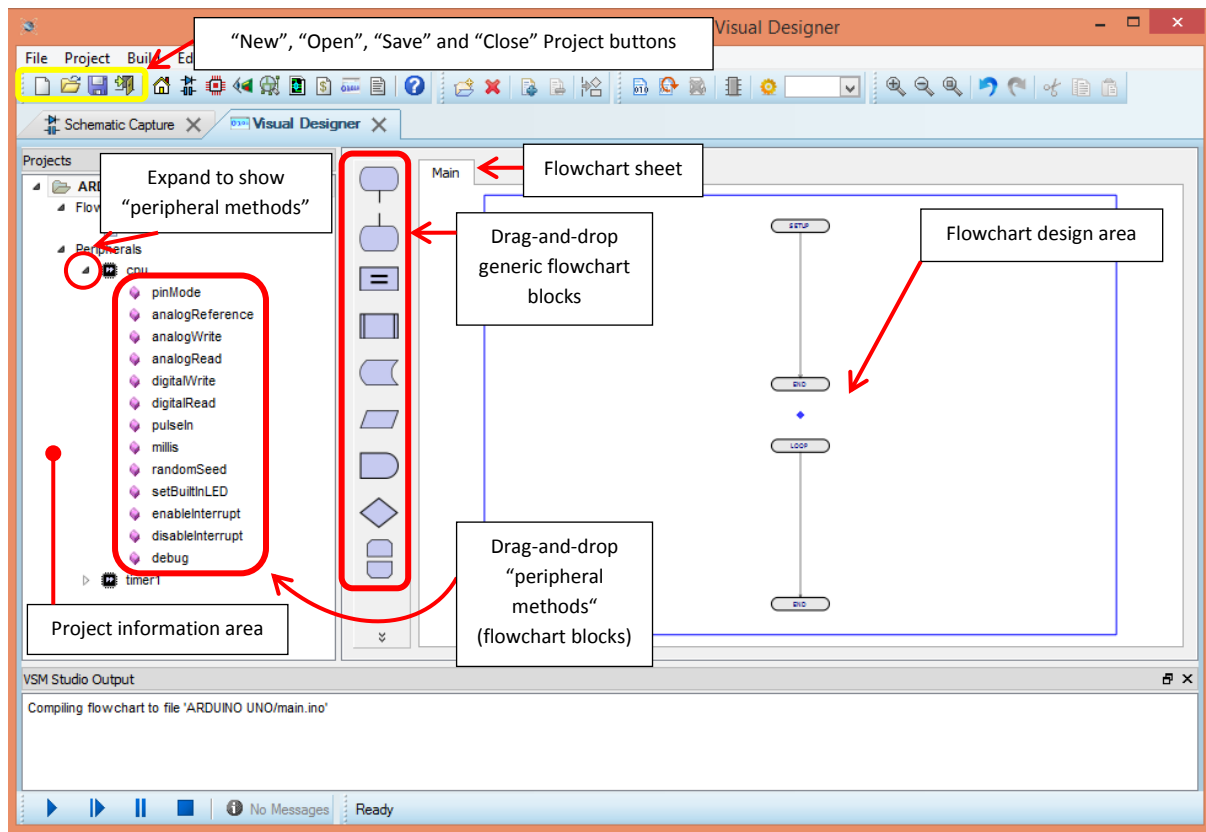 Visual Designer
“New”, “Open”, “Save” and “Close” Project buttons
File Project Build Ed
Schematic Capture
Visual Designer
Projects
Expand to show
“peripheral methods”
ARD
Flow
Peripherals
cpu
pinMode
analogReference
analogWrite
analogRead
digitalWrite
digitalRead
pulseIn
millis
randomSeed
setBuiltInLED
enableInterrupt
disableInterrupt
debug
timer1
Project information area
Main
Flowchart sheet
Drag-and-drop
generic flowchart
blocks
Flowchart design area
SETUP
END
LOOP
END
Drag-and-drop
“peripheral
methods“
(flowchart blocks)
VSM Studio Output
Compiling flowchart to file 'ARDUINO UNO/main.ino'
No Messages
Ready